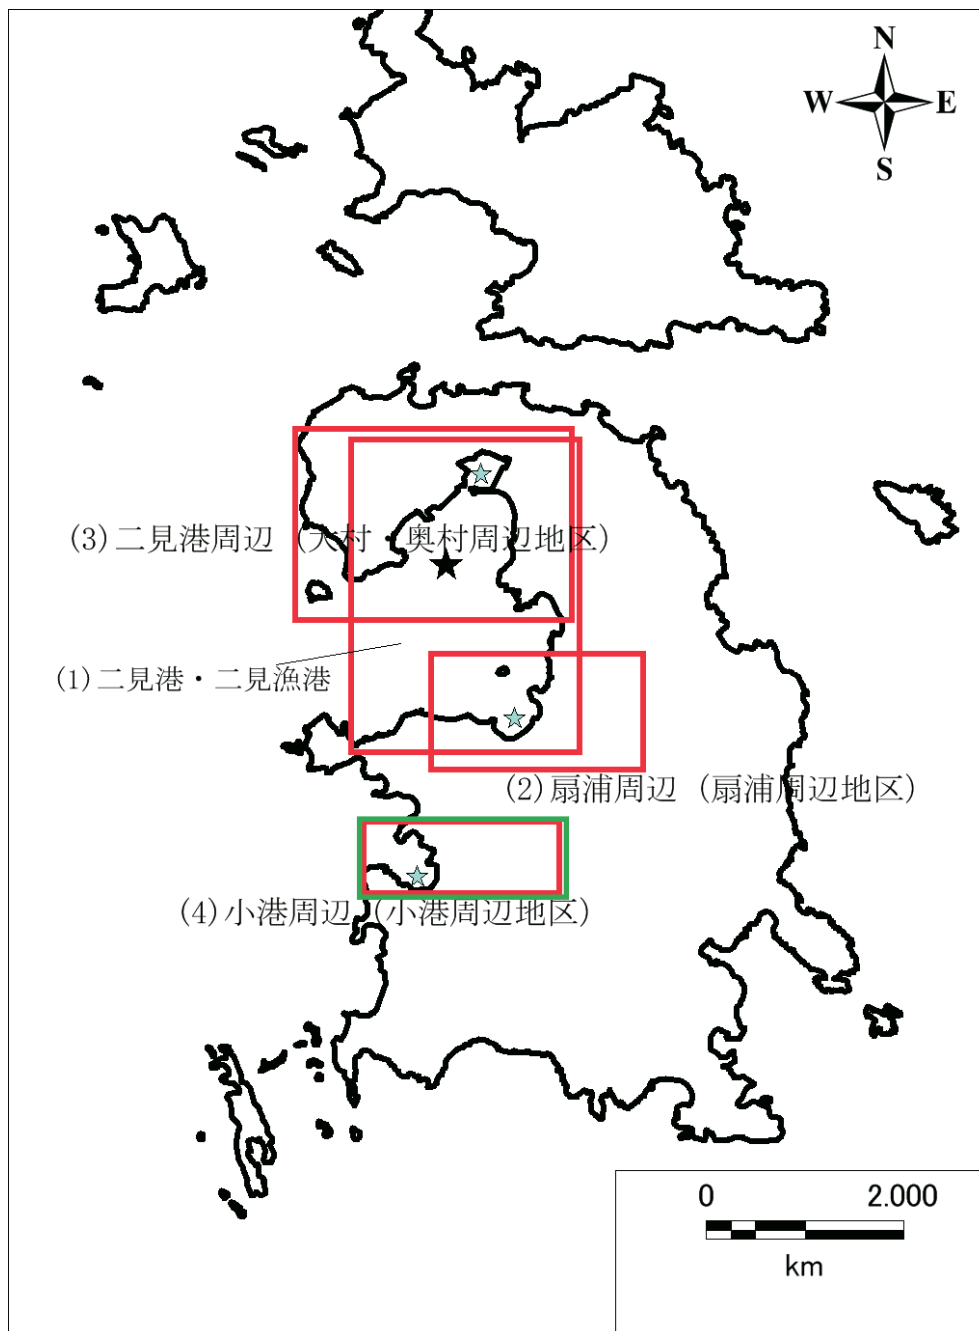 N
W E
S
(3)二見港周辺（大村・奥村周辺地区）
(1)二見港・二見漁港
(2)扇浦周辺（扇浦周辺地区）
(4)小港周辺（小港周辺地区）
0 2.000
km